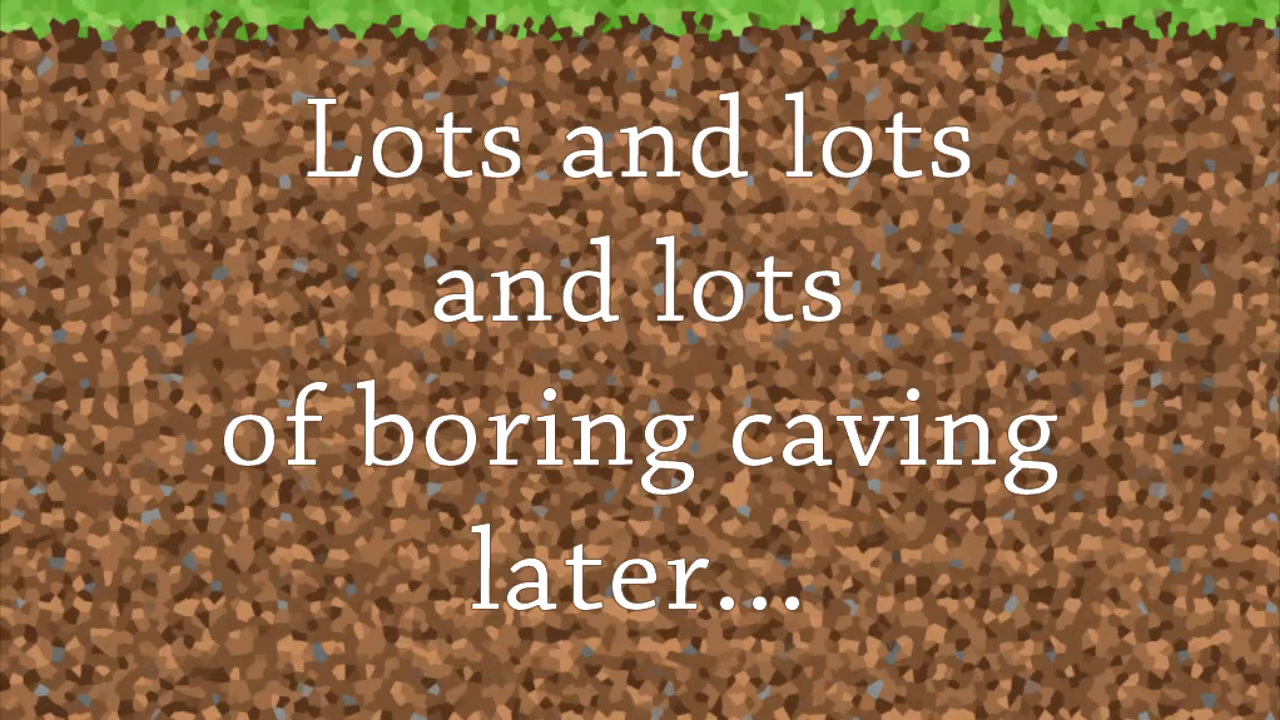 Lots and lots
and lots
of boring caving
later...